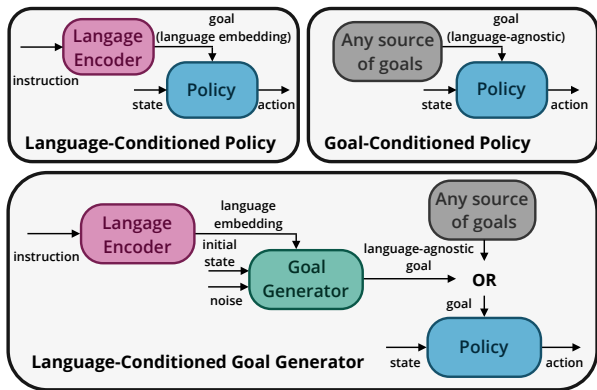 goal
(language embedding)
Langage
Encoder
instruction
state
Policy
action
Language-Conditioned Policy
goal
(language-agnostic)
Any source
of goals
state
Policy
action
Goal-Conditioned Policy
Langage
Encoder
instruction
language
embedding
initial
state
noise
Goal
Generator
language-agnostic
goal
Any source
of goals
OR
goal
state
Policy
action
Language-Conditioned Goal Generator